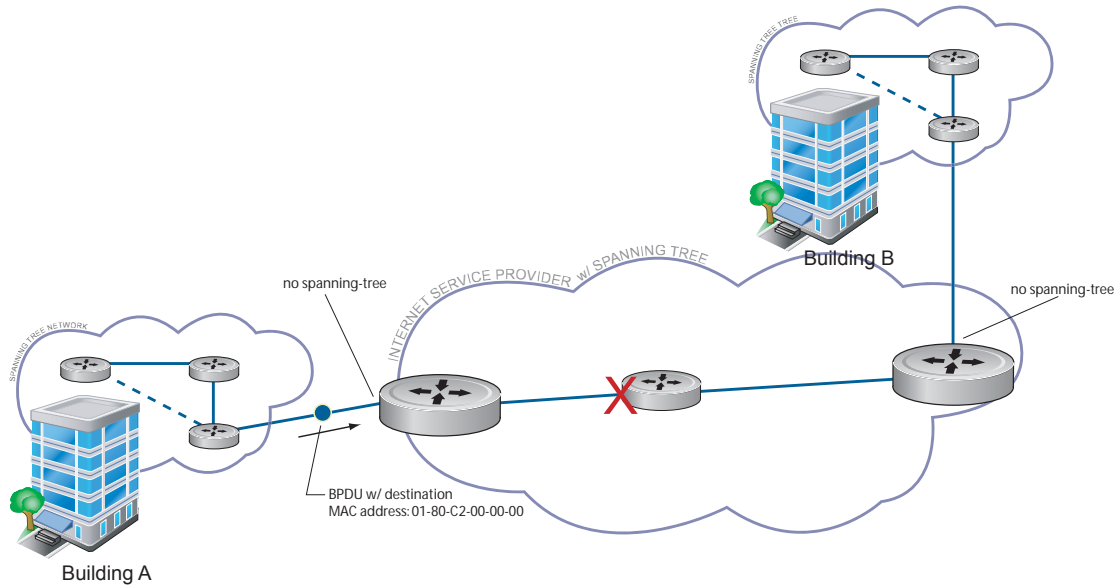 SPANNING TREE TREE
Building B
INTERNET SERVICE PROVIDER w/ SPANNING TREE
no spanning-tree
no spanning-tree
SPANNING TREE NETWORK
BPDU w/ destination
MAC address: 01-80-C2-00-00-00
Building A